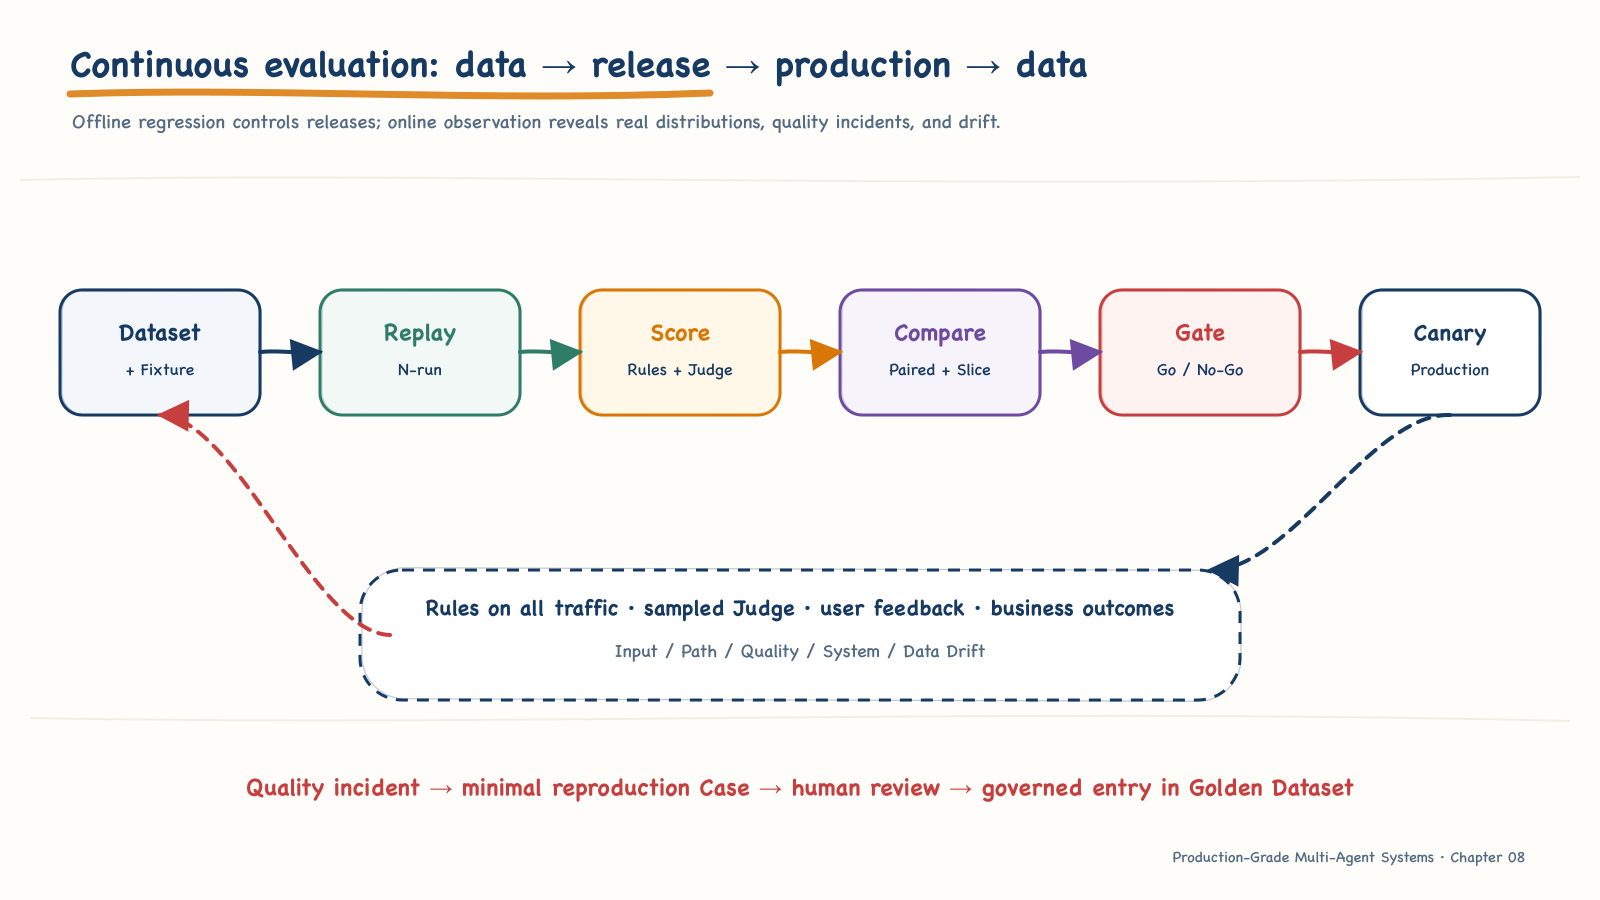 Continuous evaluation: data → release → production → data
Offline regression controls releases; online observation reveals real distributions, quality incidents, and drift.
Dataset
+ Fixture
Replay
N-run
Score
Rules + Judge
Compare
Paired + Slice
Gate
Go / No-Go
Canary
Production
Rules on all traffic · sampled Judge · user feedback · business outcomes
Input / Path / Quality / System / Data Drift
Quality incident → minimal reproduction Case → human review → governed entry in Golden Dataset
Production-Grade Multi-Agent Systems · Chapter 08